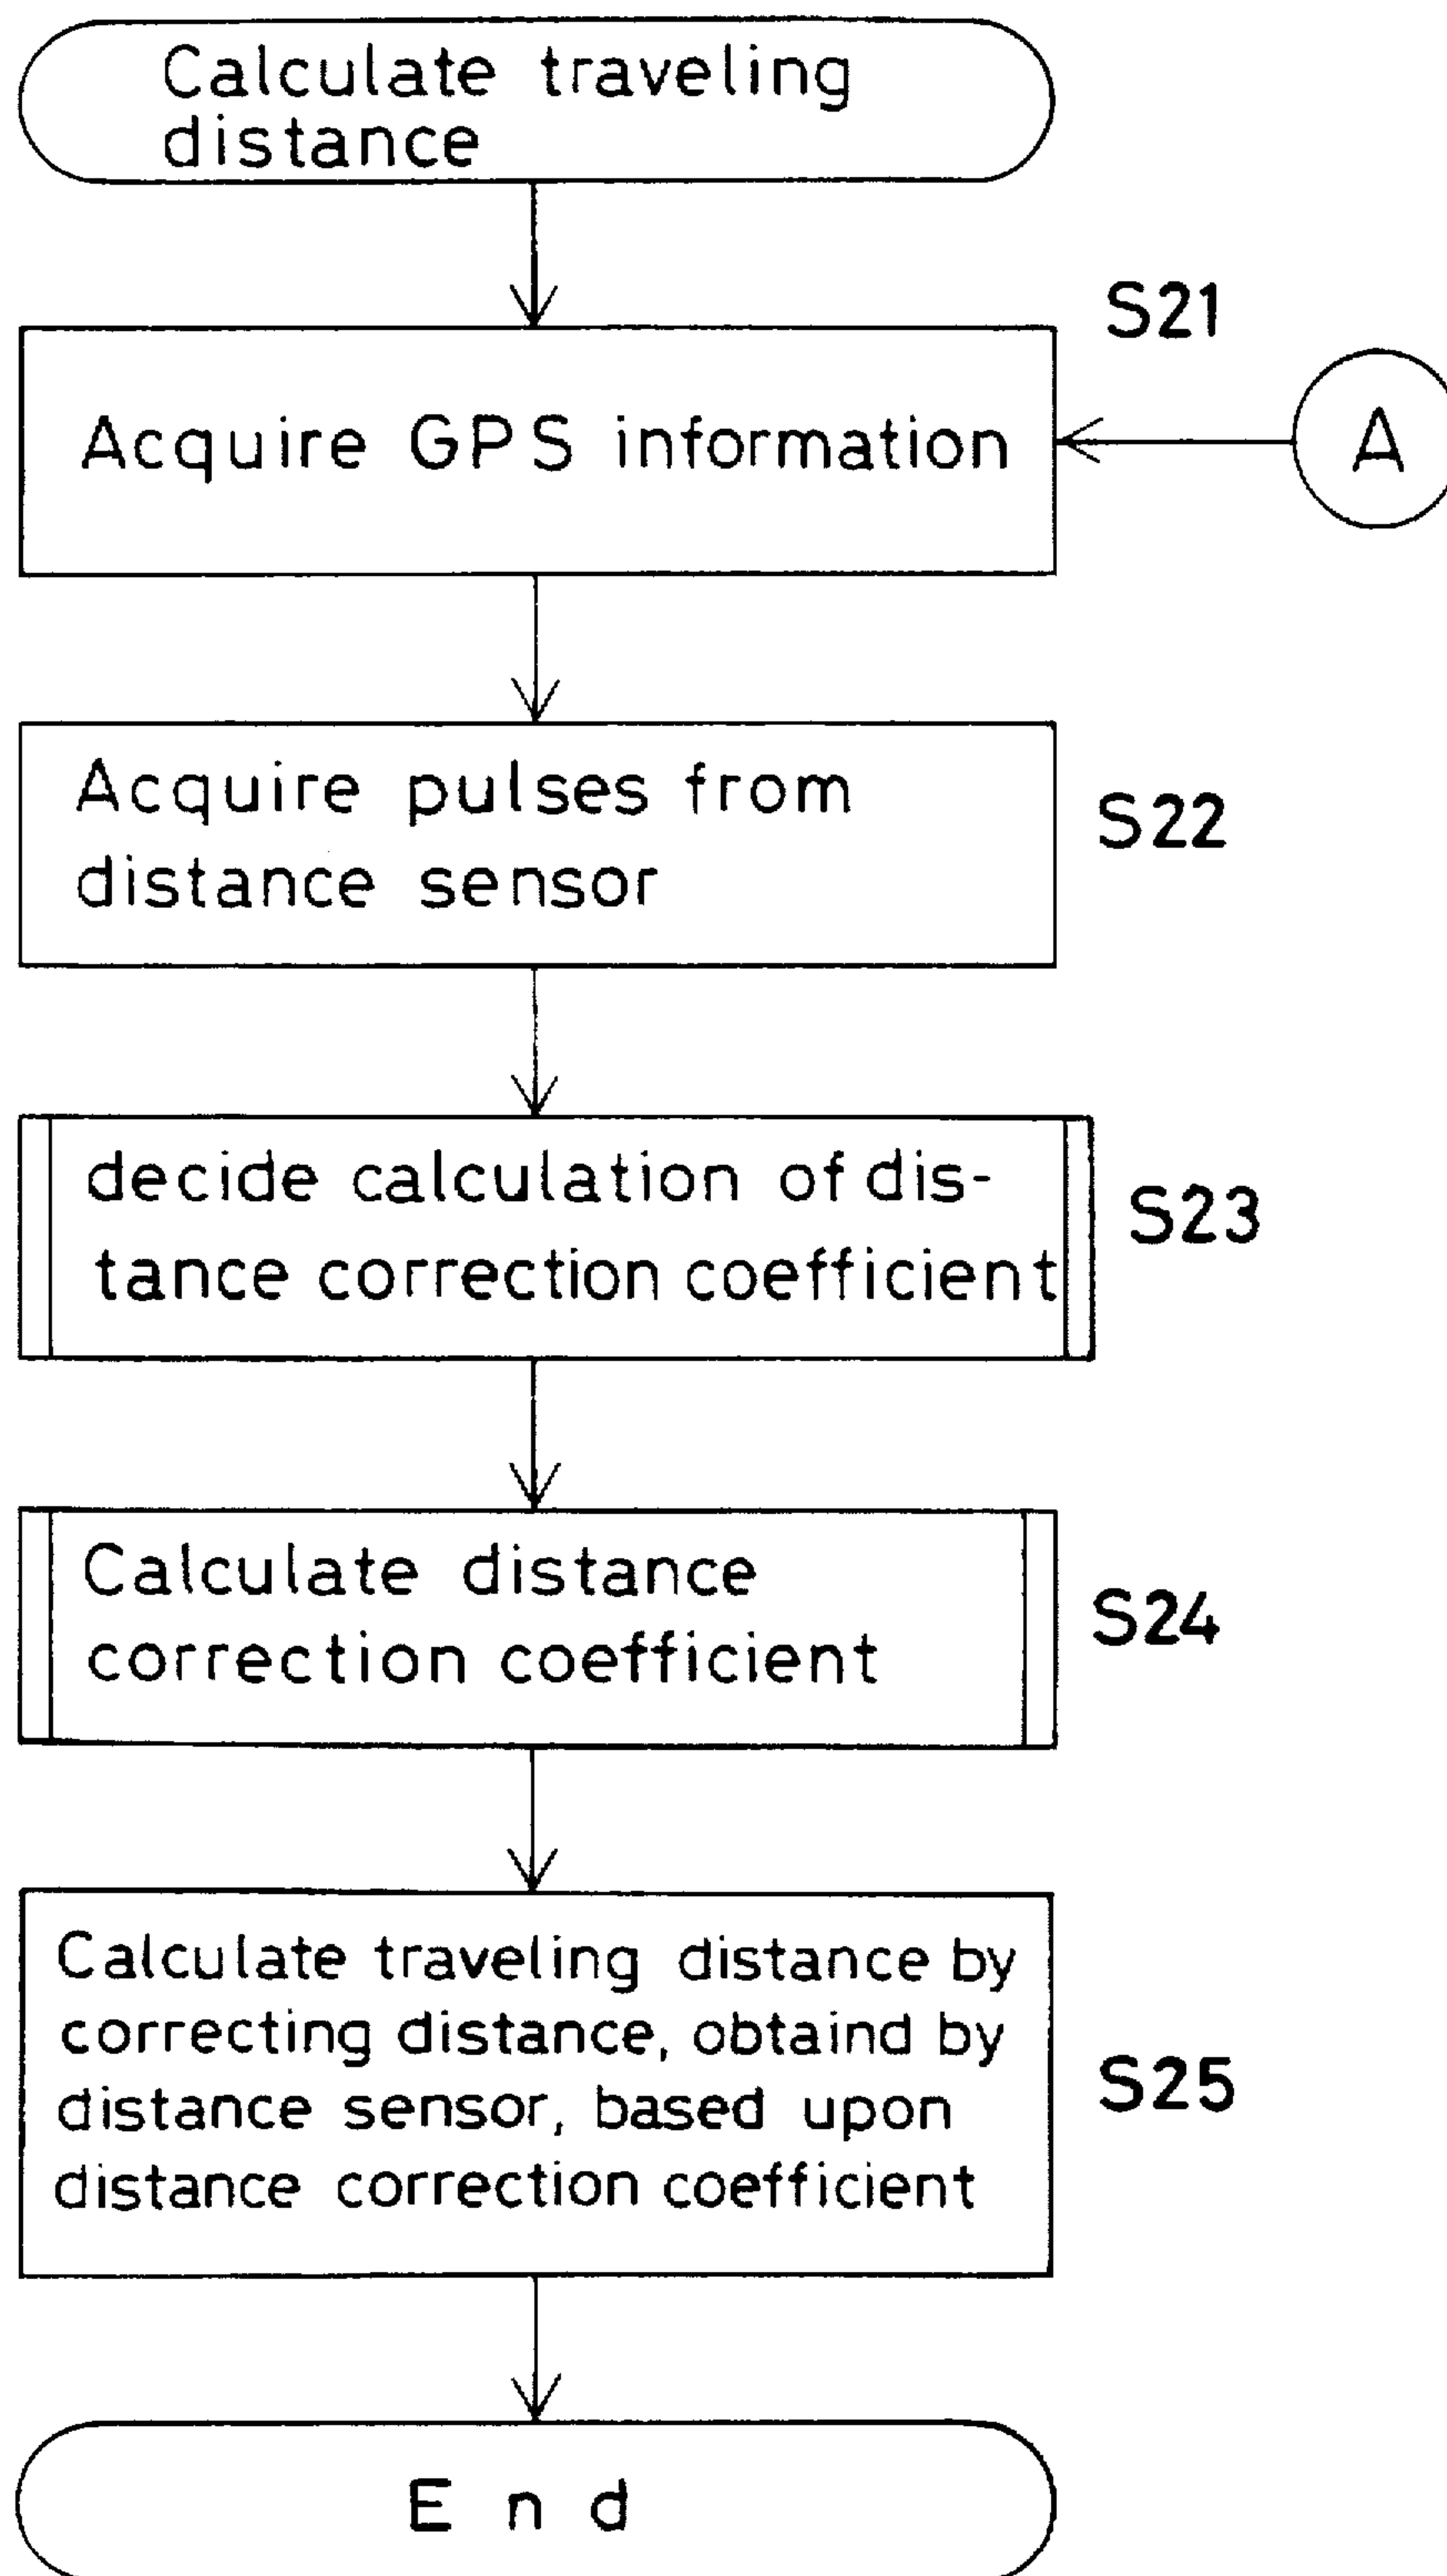 Calculate traveling
distance
S21
Acquire GPS information
A
Acquire pulses from
distance sensor
S22
decide calculation of dis-
tance correction coefficient
S23
Calculate distance
correction coefficient
S24
Calculate traveling distance by
correcting distance, obtaind by
distance sensor, based upon
distance correction coefficient
S25
End